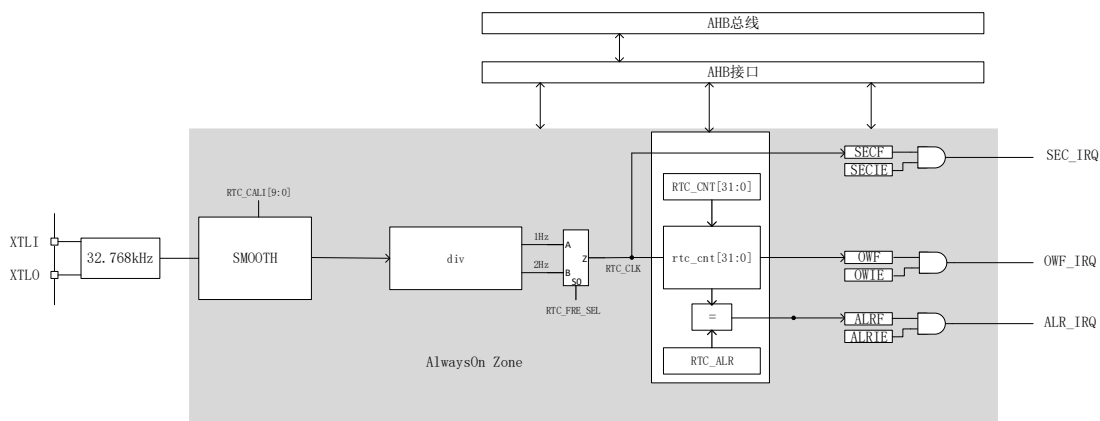 AHB总线
AHB接口
SECF
SEC_IRQ
SECIE
RTC_CALI[9:0]
RTC_CNT[31:0]
XTLI
32.768kHz
XTLO
SMOOTH
div
1Hz
A
Z
2Hz
B
S0
RTC_CLK
RTC_FRE_SEL
rtc_cnt[31:0]
OWF
OWF_IRQ
OWIE
=
ALRF
ALR_IRQ
ALRIE
RTC_ALR
AlwaysOn Zone